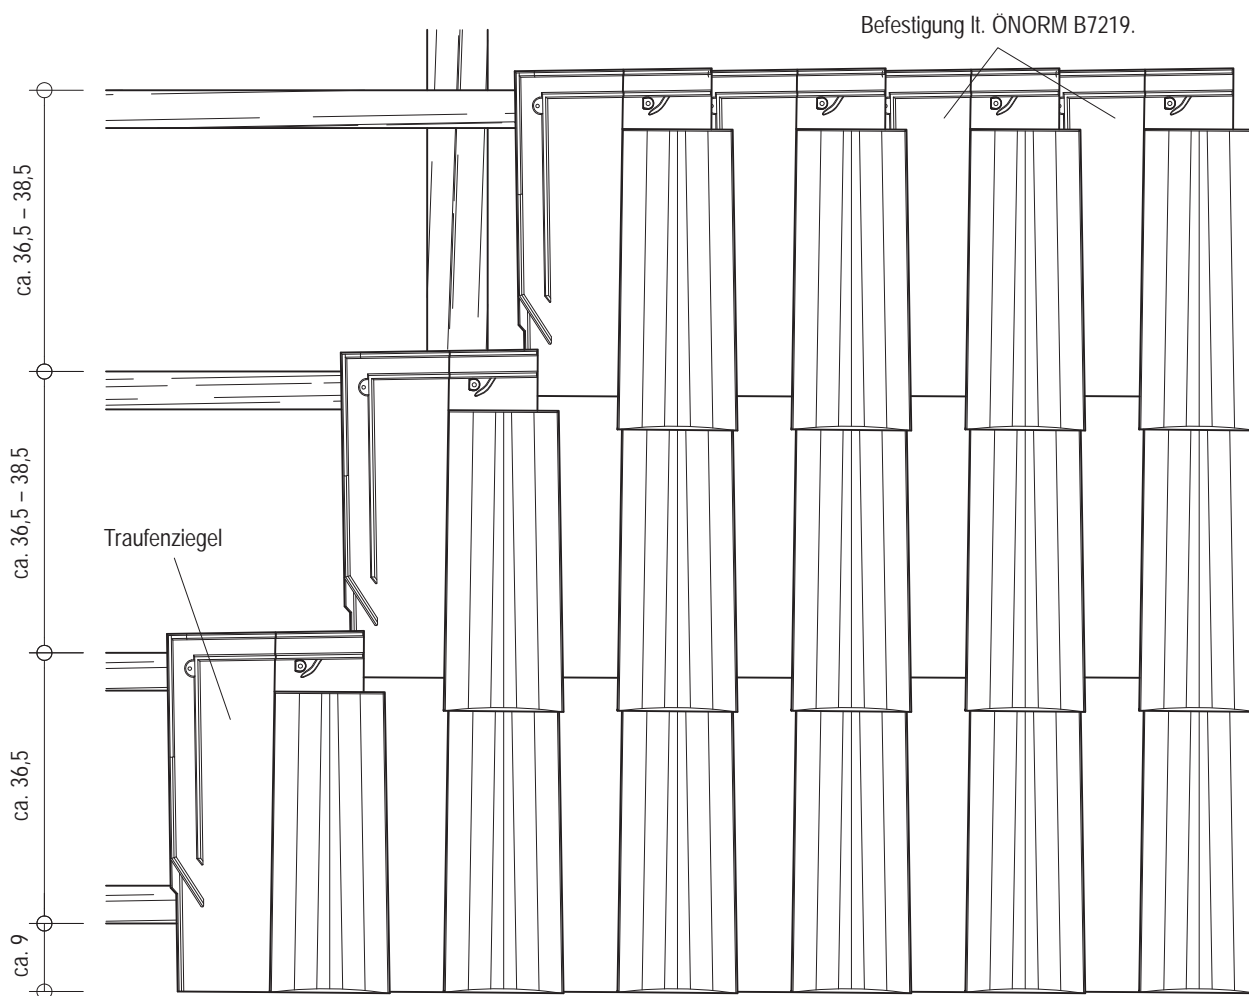 Befestigung lt. ÖNORM B7219.
ca. 36,5 – 38,5
ca. 36,5 – 38,5
Traufenziegel
ca. 36,5
ca. 9